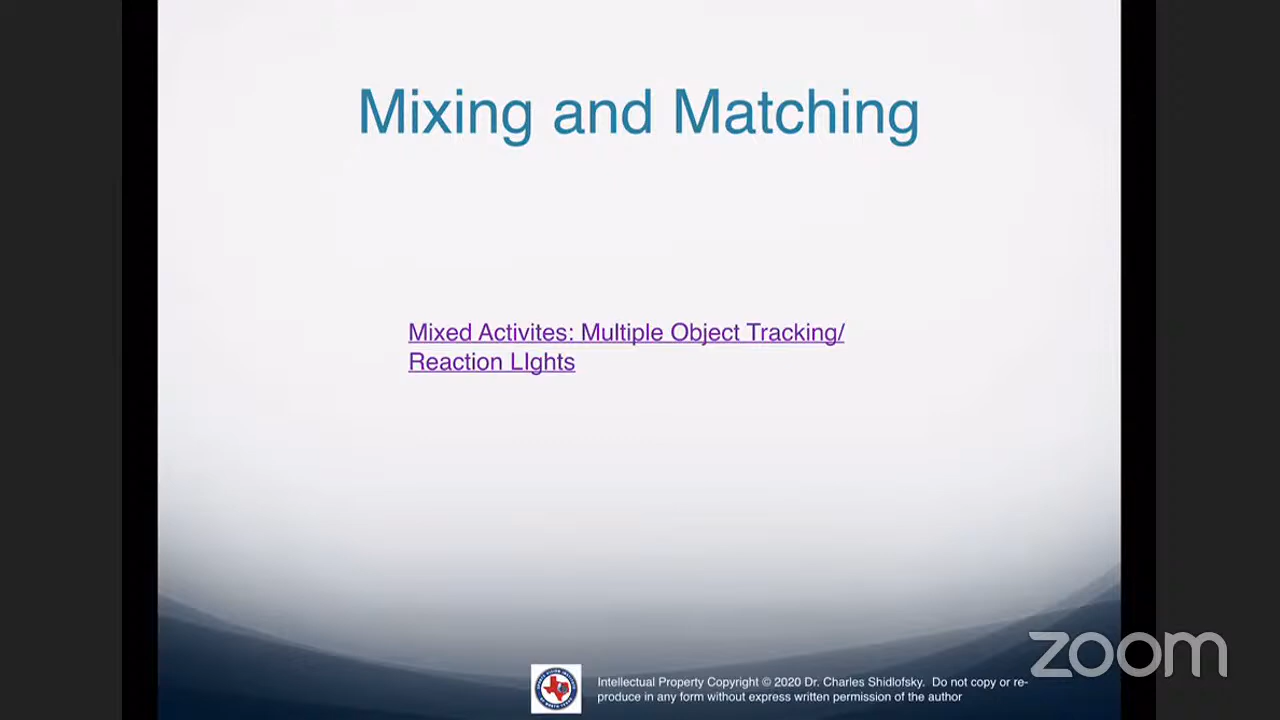 Mixing and Matching
Mixed Activites: Multiple Object Tracking/
Reaction LIghts
zoom
Intellectual Property Copyright © 2020 Dr. Charles Shidlofsky.  Do not copy or re-
produce in any form without express written permission of the author